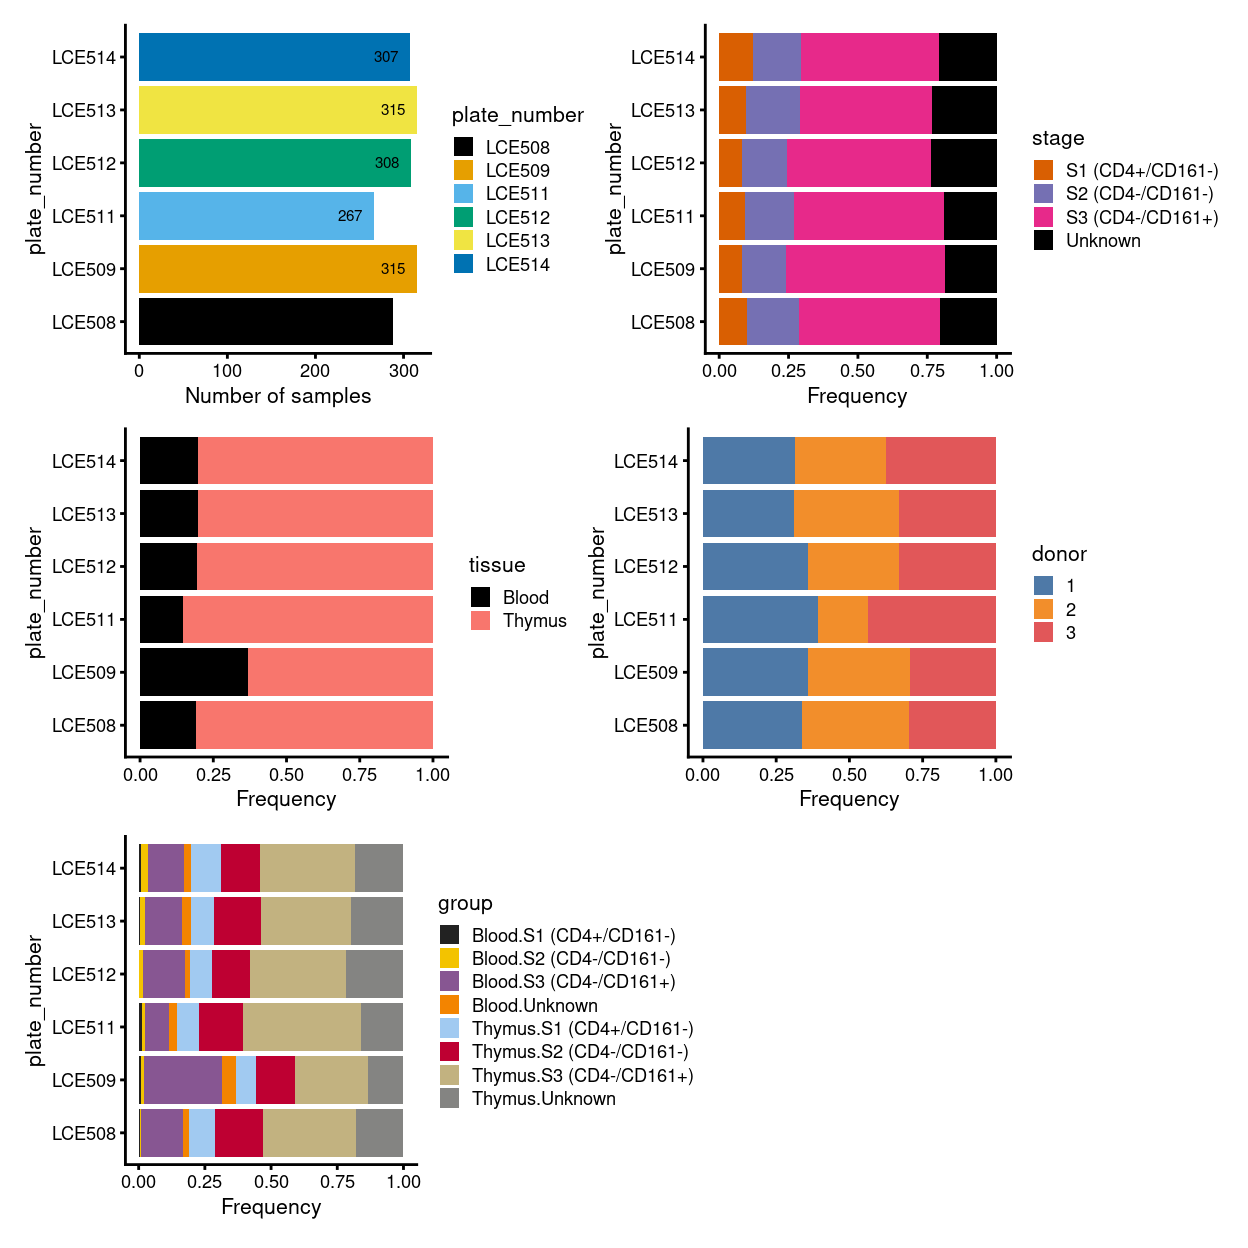 LCE514
LCE513
LCE512
LCE511
LCE509
LCE508
plate_number
307
315
308
267
315
0 100 200 300
Number of samples
plate_number
LCE508
LCE509
LCE511
LCE512
LCE513
LCE514
LCE514
LCE513
LCE512
LCE511
LCE509
LCE508
plate_number
0.00 0.25 0.50 0.75 1.00
Frequency
stage
S1 (CD4+/CD161-)
S2 (CD4-/CD161-)
S3 (CD4-/CD161+)
Unknown
LCE514
LCE513
LCE512
LCE511
LCE509
LCE508
plate_number
0.00 0.25 0.50 0.75 1.00
Frequency
tissue
Blood
Thymus
LCE514
LCE513
LCE512
LCE511
LCE509
LCE508
plate_number
0.00 0.25 0.50 0.75 1.00
Frequency
donor
1
2
3
LCE514
LCE513
LCE512
LCE511
LCE509
LCE508
plate_number
0.00 0.25 0.50 0.75 1.00
Frequency
group
Blood.S1 (CD4+/CD161-)
Blood.S2 (CD4-/CD161-)
Blood.S3 (CD4-/CD161+)
Blood.Unknown
Thymus.S1 (CD4+/CD161-)
Thymus.S2 (CD4-/CD161-)
Thymus.S3 (CD4-/CD161+)
Thymus.Unknown